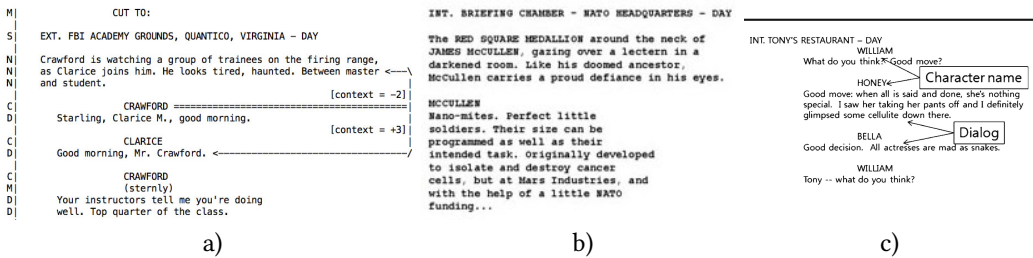 M| CUT TO:
|
S| EXT. FBI ACADEMY GROUNDS, QUANTICO, VIRGINIA – DAY
|
N| Crawford is watching a group of trainees on the firing range,
N| as Clarice joins him. He looks tired, haunted. Between master <---\
N| and student. |
| [context = -2]|
C| CRAWFORD =======================================|
D| Starling, Clarice M., good morning. |
| [context = +3]|
C| CLARICE |
D| Good morning, Mr. Crawford. <--------------------------------/
|
C| CRAWFORD
M| (sternly)
D| Your instructors tell me you're doing
D| well. Top quarter of the class.
a)
INT. BRIEFING CHAMBER - NATO HEADQUARTERS - DAY
The RED SQUARE MEDALLION around the neck of
JAMES McCULLEN, gazing over a lectern in a
darkened room. Like his doomed ancestor,
McCullen carries a proud defiance in his eyes.
MCCULLEN
Nano-mites. Perfect little
soldiers. Their size can be
programmed as well as their
intended task. Originally developed
to isolate and destroy cancer
cells, but at Mars Industries, and
with the help of a little NATO
funding...
b)
INT. TONY'S RESTAURANT – DAY
WILLIAM
What do you think? Good move?
HONEY
Character name
Good move: when all is said and done, she's nothing
special. I saw her taking her pants off and I definitely
glimpsed some cellulite down there.
Dialog
BELLA
Good decision. All actresses are mad as snakes.
WILLIAM
Tony -- what do you think?
c)